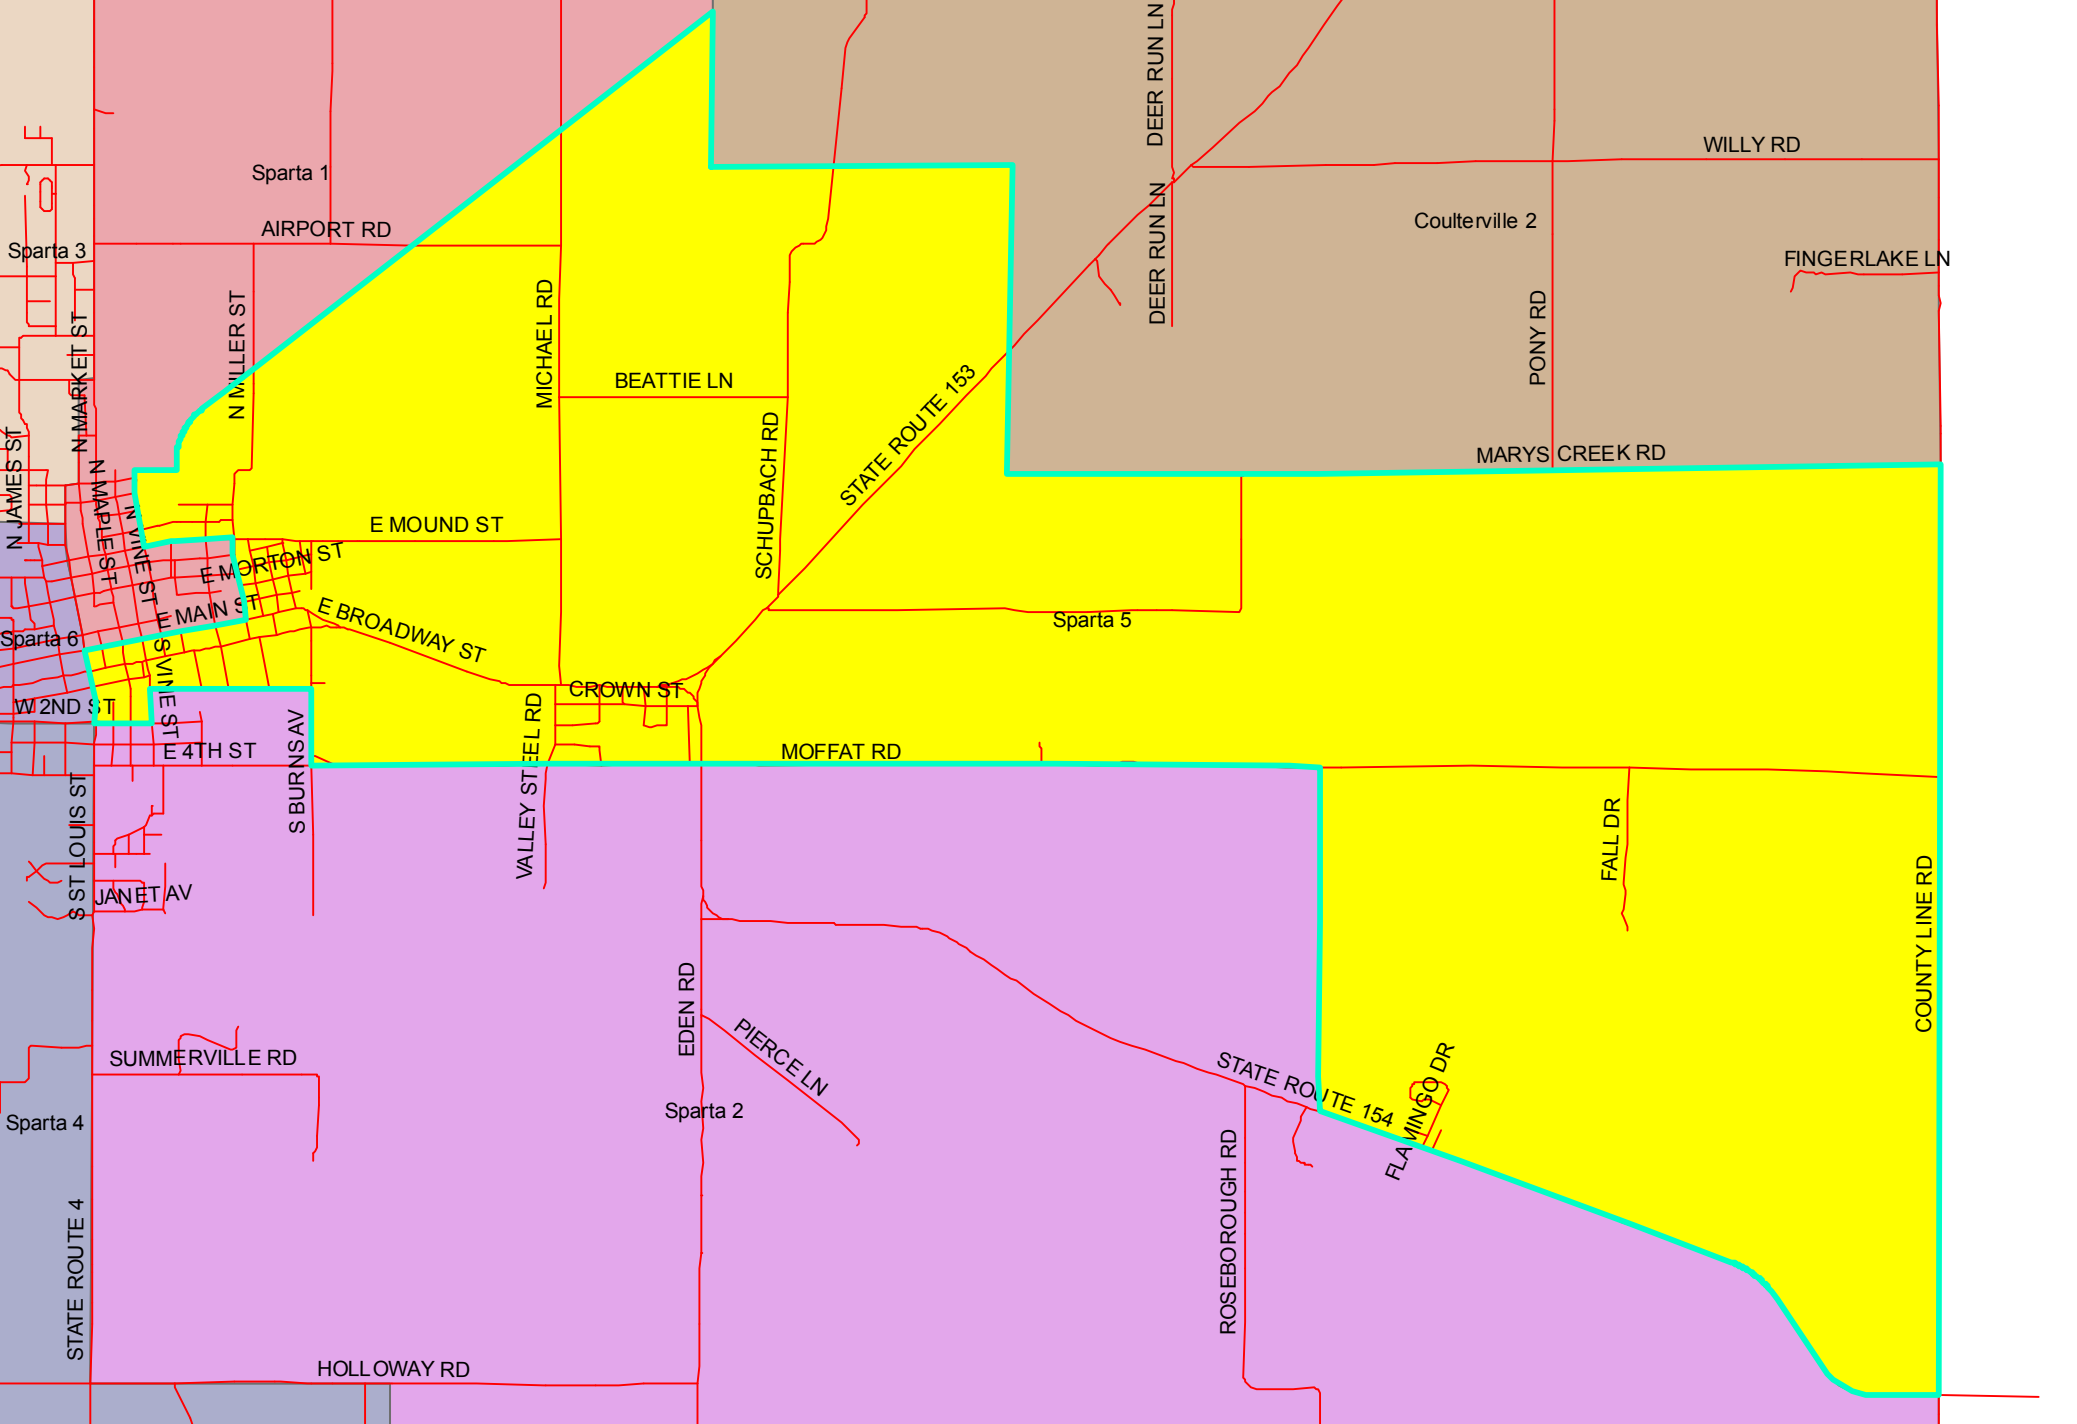 DEER RUN LN
WILLY RD
Sparta 1
DEER RUN LN
Coulterville 2
AIRPORT RD
Sparta 3
FINGERLAKE LN
N MILLER ST
MICHAEL RD
PONY RD
N MARKET ST
BEATTIE LN
STATE ROUTE 153
SCHUPBACH RD
MARYS CREEK RD
N JAMES ST
N MAPLE ST
N VINE ST
E MOUND ST
E MORTON ST
E MAIN ST
E BROADWAY ST
Sparta 5
Sparta 6
S VINE ST
CROWN ST
W 2ND ST
E 4TH ST
S BURNS AV
VALLEY STEEL RD
MOFFAT RD
S ST LOUIS ST
FALL DR
JANET AV
COUNTY LINE RD
EDEN RD
PIERCE LN
SUMMERVILLE RD
STATE ROUTE 154
FLAMINGO DR
Sparta 4
Sparta 2
ROSEBOROUGH RD
STATE ROUTE 4
HOLLOWAY RD